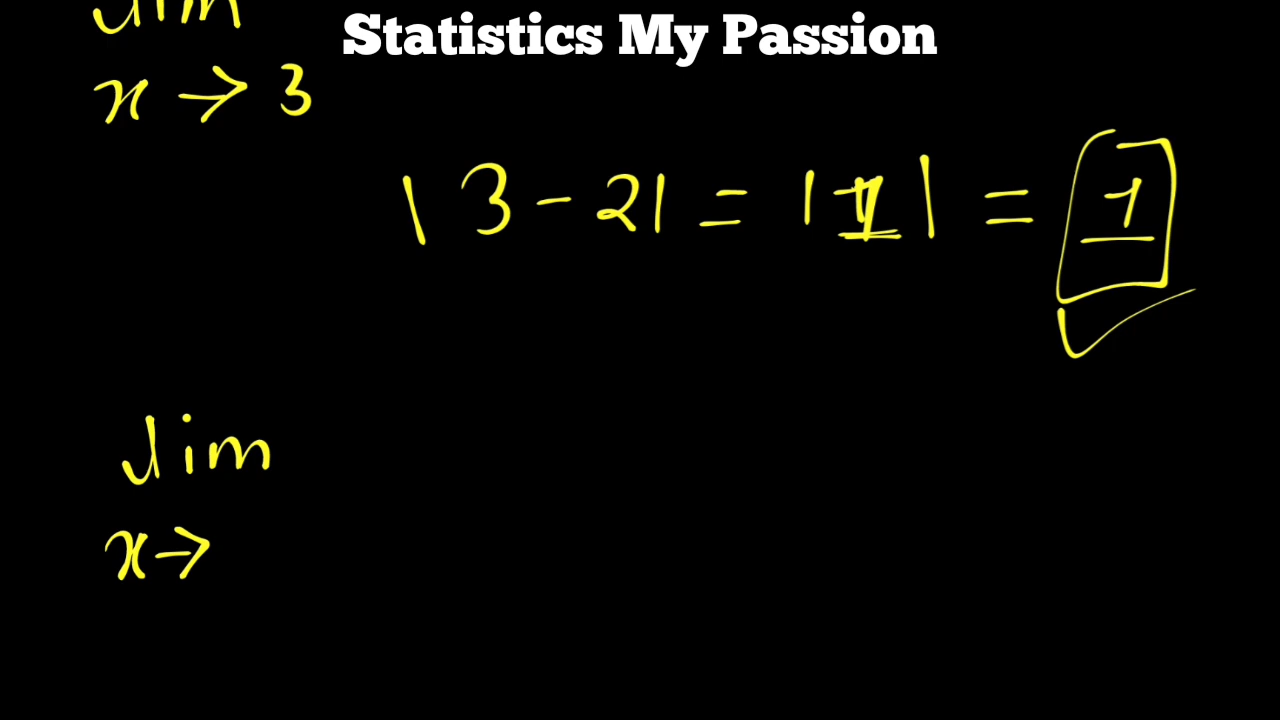 Statistics My Passion
lim
x → 3
| 3 - 2 | = | 1 | = 1
lim
x →